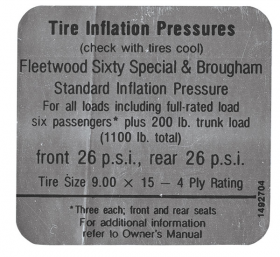 Tire Inflation Pressures
(check with tires cool)
Fleetwood Sixty Special & Brougham
Standard Inflation Pressure
For all loads including full-rated load
six passengers* plus 200 lb. trunk load
(1100 lb. total)
front 26 p.s.i., rear 26 p.s.i.
Tire Size 9.00 × 15 – 4 Ply Rating
*Three each; front and rear seats
For additional information
refer to Owner's Manual
1492704